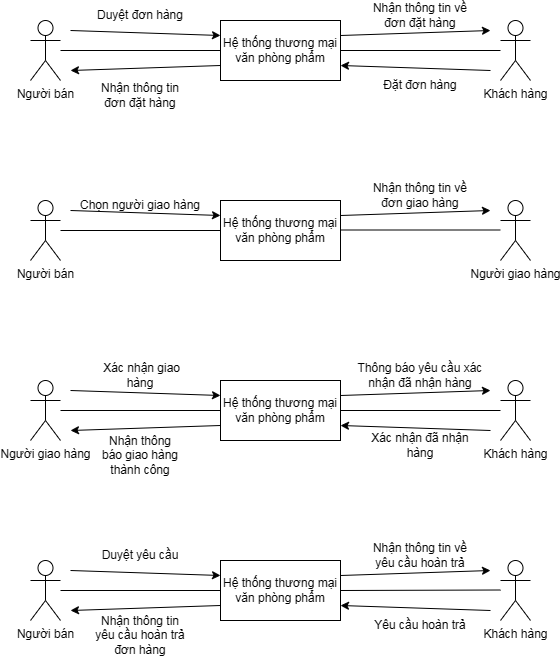 Duyệt đơn hàng
Nhận thông tin về
đơn đặt hàng
Hệ thống thương mại
văn phòng phẩm
Người bán
Nhận thông tin
đơn đặt hàng
Đặt đơn hàng
Khách hàng
Chọn người giao hàng
Nhận thông tin về
đơn giao hàng
Hệ thống thương mại
văn phòng phẩm
Người bán
Người giao hàng
Xác nhận giao
hàng
Thông báo yêu cầu xác
nhận đã nhận hàng
Hệ thống thương mại
văn phòng phẩm
Người giao hàng
Nhận thông
báo giao hàng
thành công
Xác nhận đã nhận
hàng
Khách hàng
Duyệt yêu cầu
Nhận thông tin về
yêu cầu hoàn trả
Hệ thống thương mại
văn phòng phẩm
Người bán
Nhận thông tin
yêu cầu hoàn trả
đơn hàng
Yêu cầu hoàn trả
Khách hàng